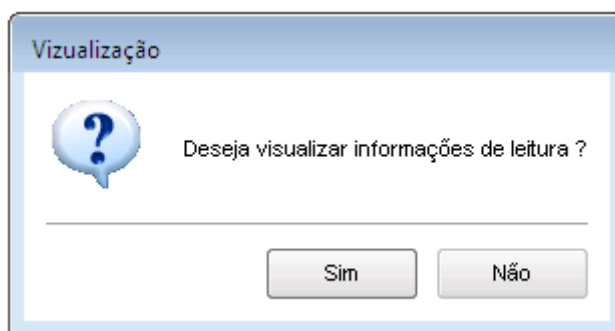 Vizualização
Deseja visualizar informações de leitura ?
Sim
Não